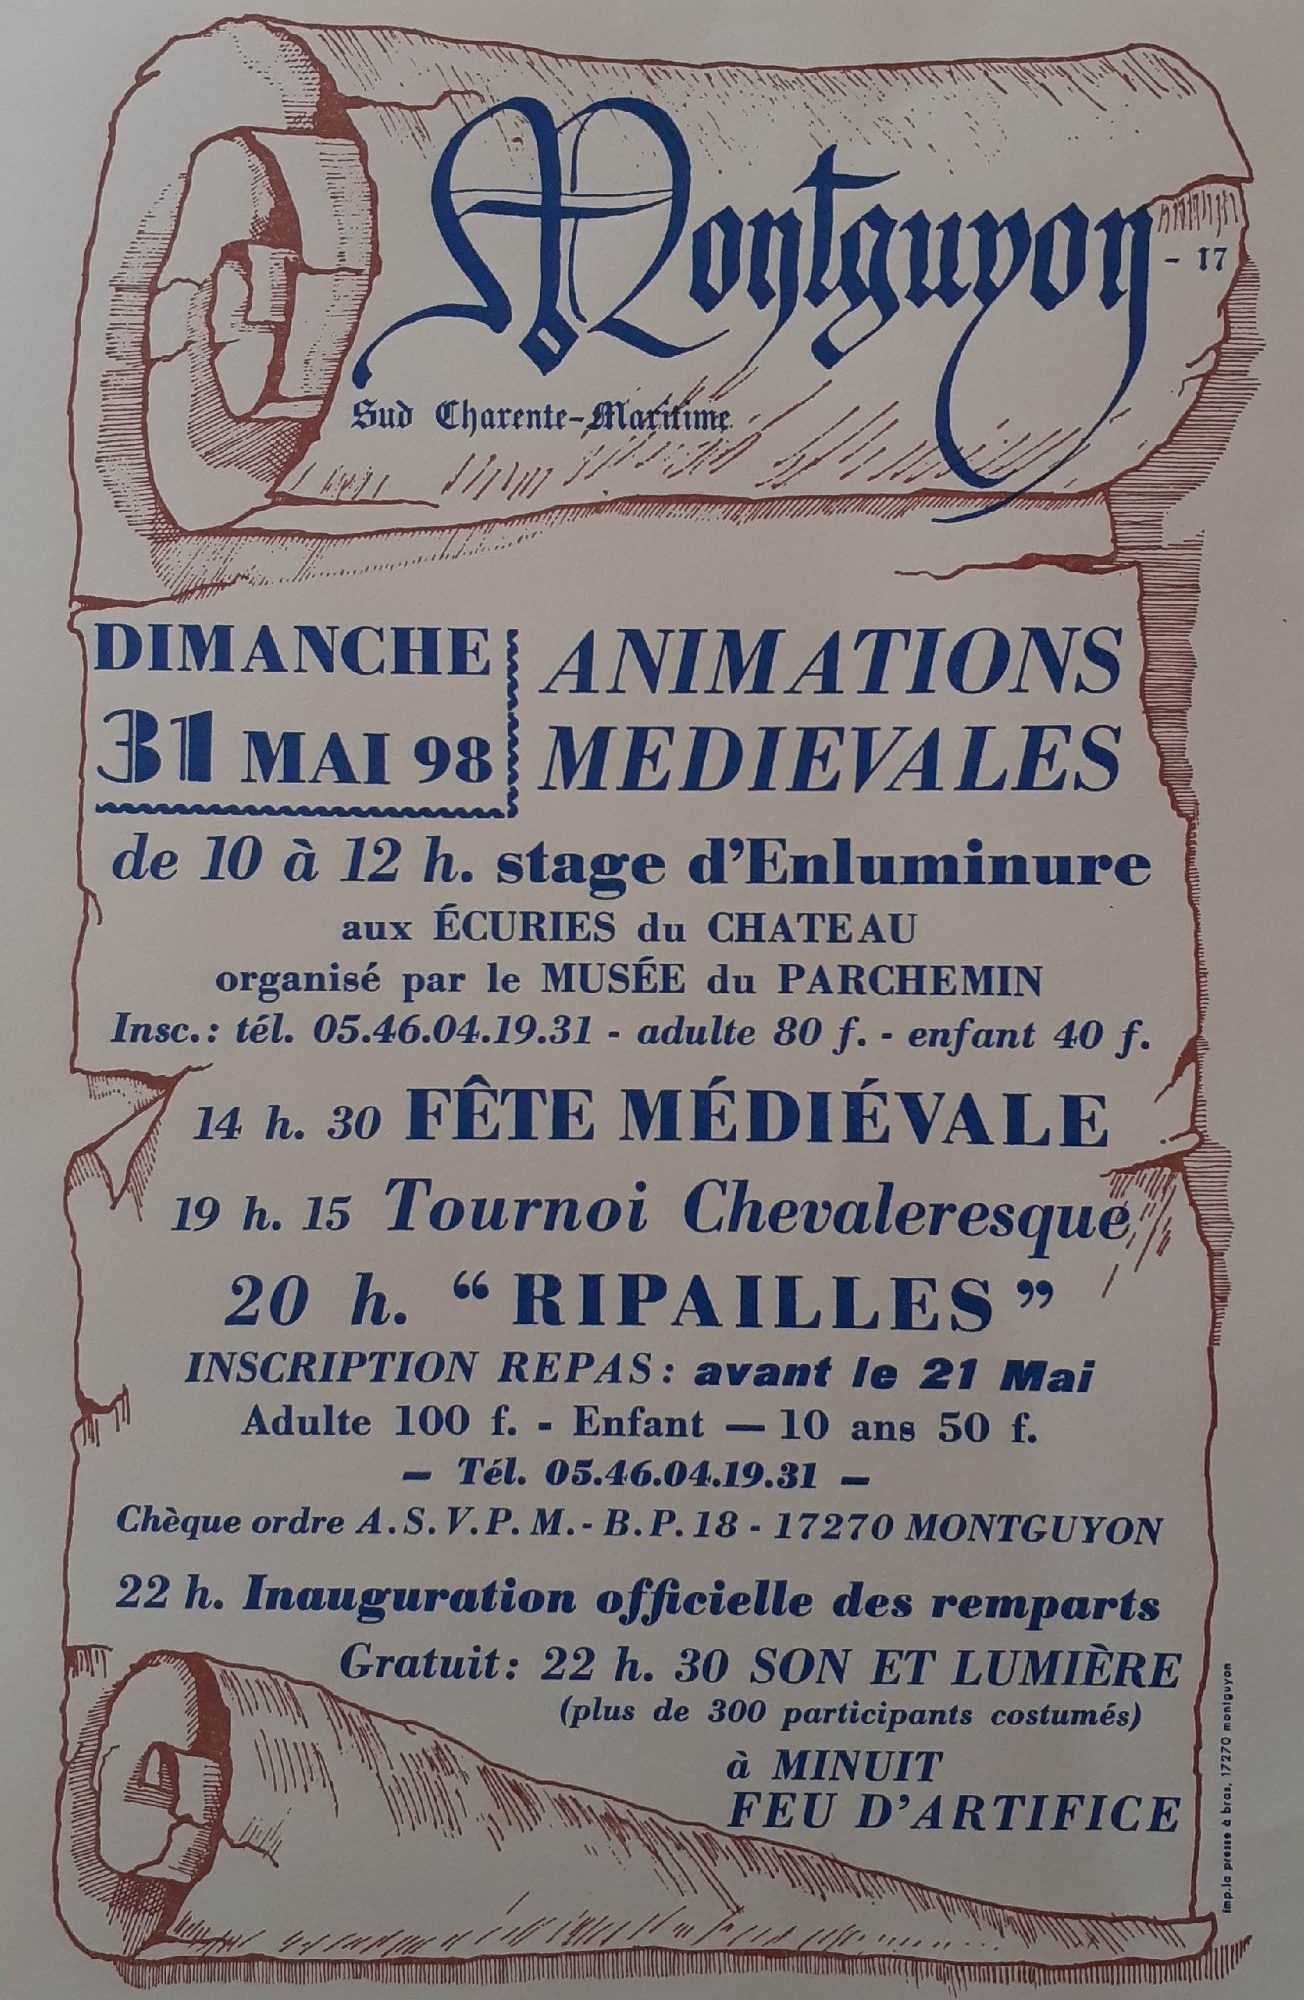 Montguyon - 17
Sud Charente-Maritime
DIMANCHE
31 MAI 98
ANIMATIONS
MEDIEVALES
de 10 à 12 h. stage d'Enluminure
aux ÉCURIES du CHATEAU
organisé par le MUSÉE du PARCHEMIN
Insc.: tél. 05.46.04.19.31 - adulte 80 f. - enfant 40 f.
14 h. 30 FÊTE MÉDIÉVALE
19 h. 15 Tournoi Chevaleresque
20 h. “ RIPAILLES ”
INSCRIPTION REPAS: avant le 21 Mai
Adulte 100 f. - Enfant — 10 ans 50 f.
— Tél. 05.46.04.19.31 —
Chèque ordre A.S.V.P.M.- B.P. 18 - 17270 MONTGUYON
22 h. Inauguration officielle des remparts
Gratuit: 22 h. 30 SON ET LUMIÈRE
(plus de 300 participants costumés)
à MINUIT
FEU D'ARTIFICE
imp.la presse à bras, 17270 montguyon